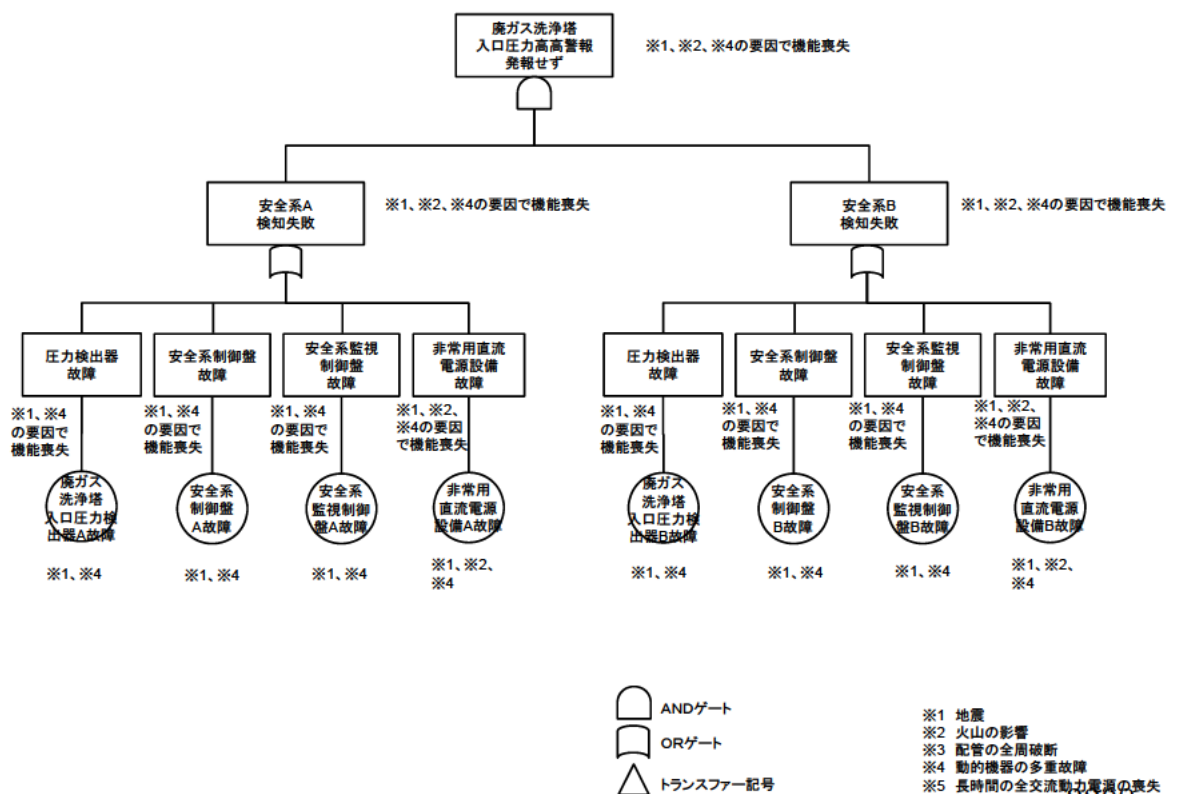 廃ガス洗浄塔
入口圧力高高警報
発報せず
※1、※2、※4の要因で機能喪失
安全系A
検知失敗
※1、※2、※4の要因で機能喪失
安全系B
検知失敗
※1、※2、※4の要因で機能喪失
圧力検出器
故障
安全系制御盤
故障
安全系監視
制御盤
故障
非常用直流
電源設備
故障
圧力検出器
故障
安全系制御盤
故障
安全系監視
制御盤
故障
非常用直流
電源設備
故障
※1、※4
の要因で
機能喪失
※1、※4
の要因で
機能喪失
※1、※4
の要因で
機能喪失
※1、※2、
※4の要因
で機能喪失
※1、※4
の要因で
機能喪失
※1、※4
の要因で
機能喪失
※1、※4
の要因で
機能喪失
※1、※2、
※4の要因
で機能喪失
廃ガス
洗浄塔
入口圧力検
出器A故障
安全系
制御盤
A故障
安全系
監視制御
盤A故障
非常用
直流電源
設備A故障
廃ガス
洗浄塔
入口圧力検
出器B故障
安全系
制御盤
B故障
安全系
監視制御
盤B故障
非常用
直流電源
設備B故障
※1、※4
※1、※4
※1、※4
※1、※2、
※4
※1、※4
※1、※4
※1、※4
※1、※2、
※4
ANDゲート
ORゲート
トランスファー記号
※1 地震
※2 火山の影響
※3 配管の全周破断
※4 動的機器の多重故障
※5 長時間の全交流動力電源の喪失